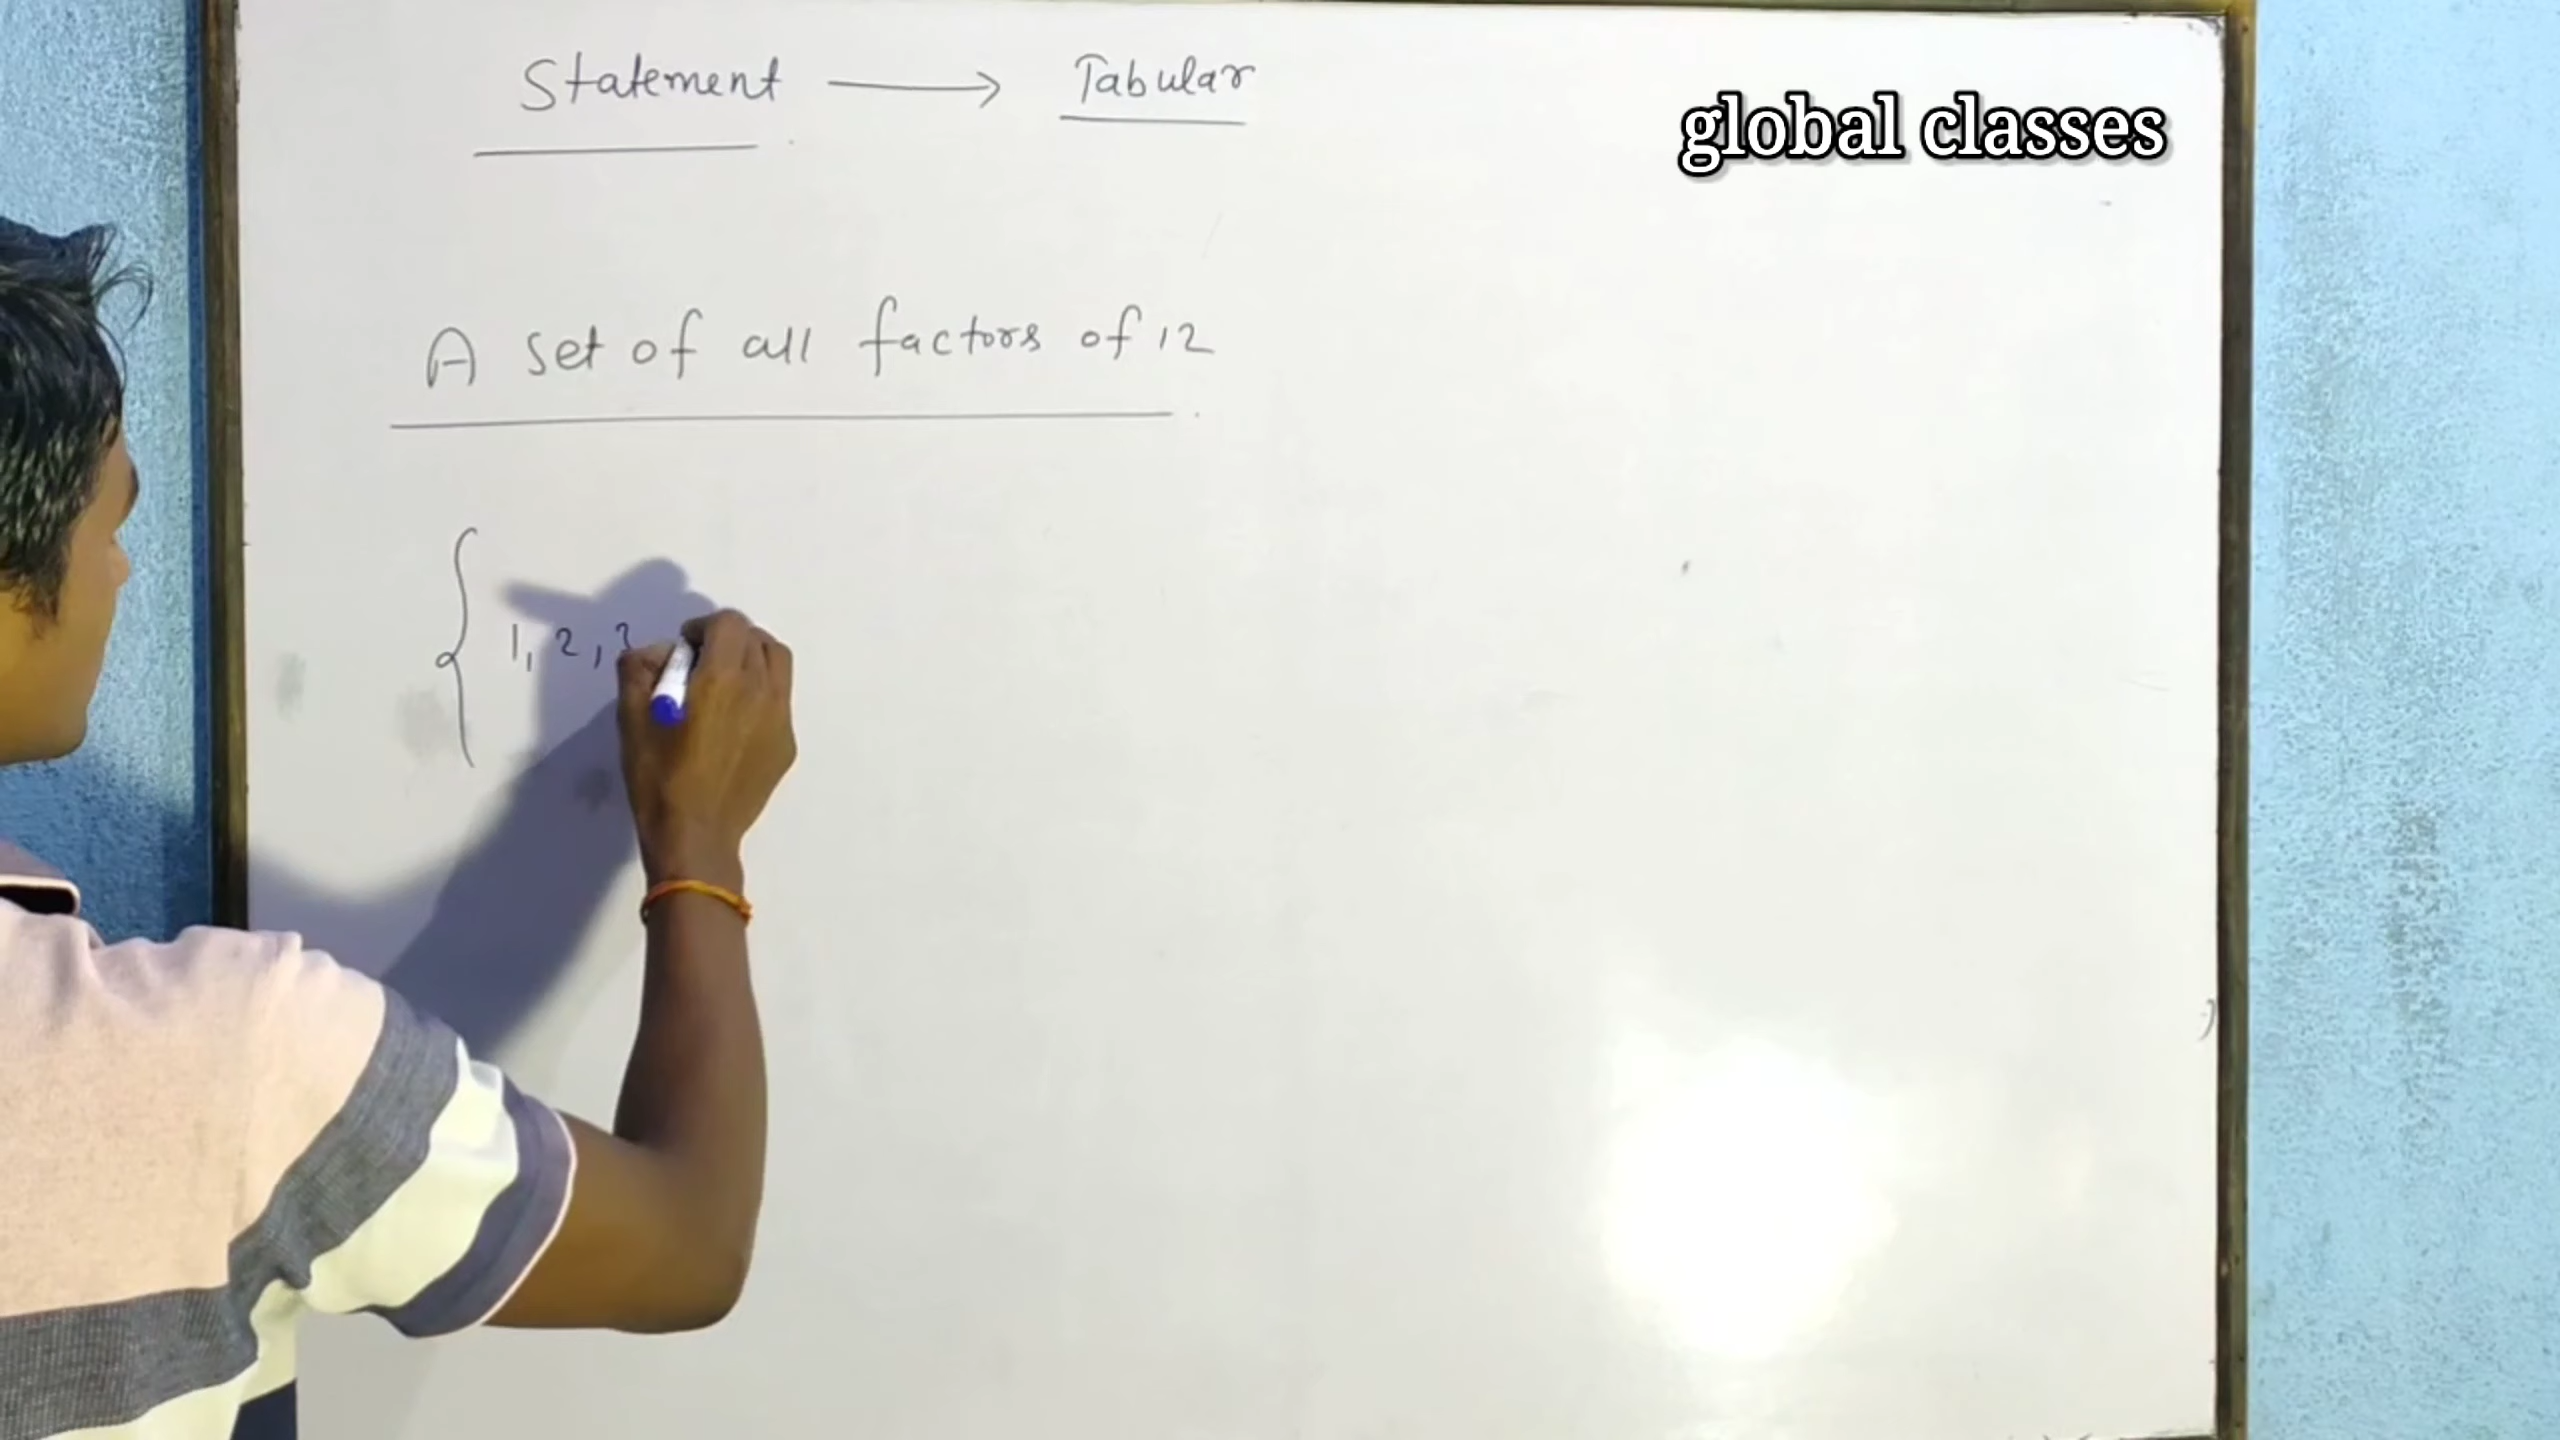 Statement → Tabular
global classes
A set of all factors of 12
{ 1, 2, 3